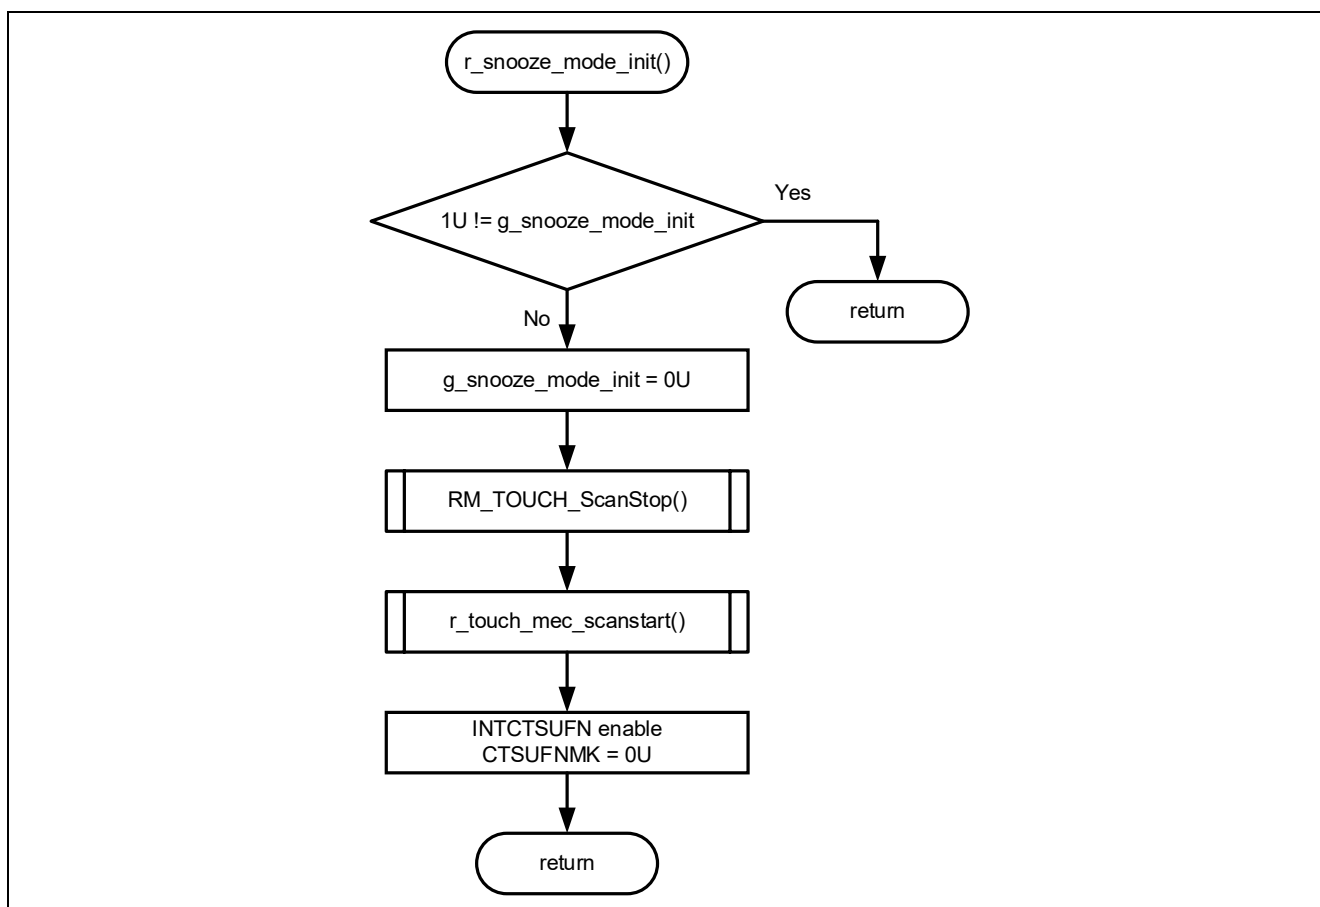 r_snooze_mode_init()
1U != g_snooze_mode_init
Yes
return
No
g_snooze_mode_init = 0U
RM_TOUCH_ScanStop()
r_touch_mec_scanstart()
INTCTSUFN enable
CTSUFNMK = 0U
return